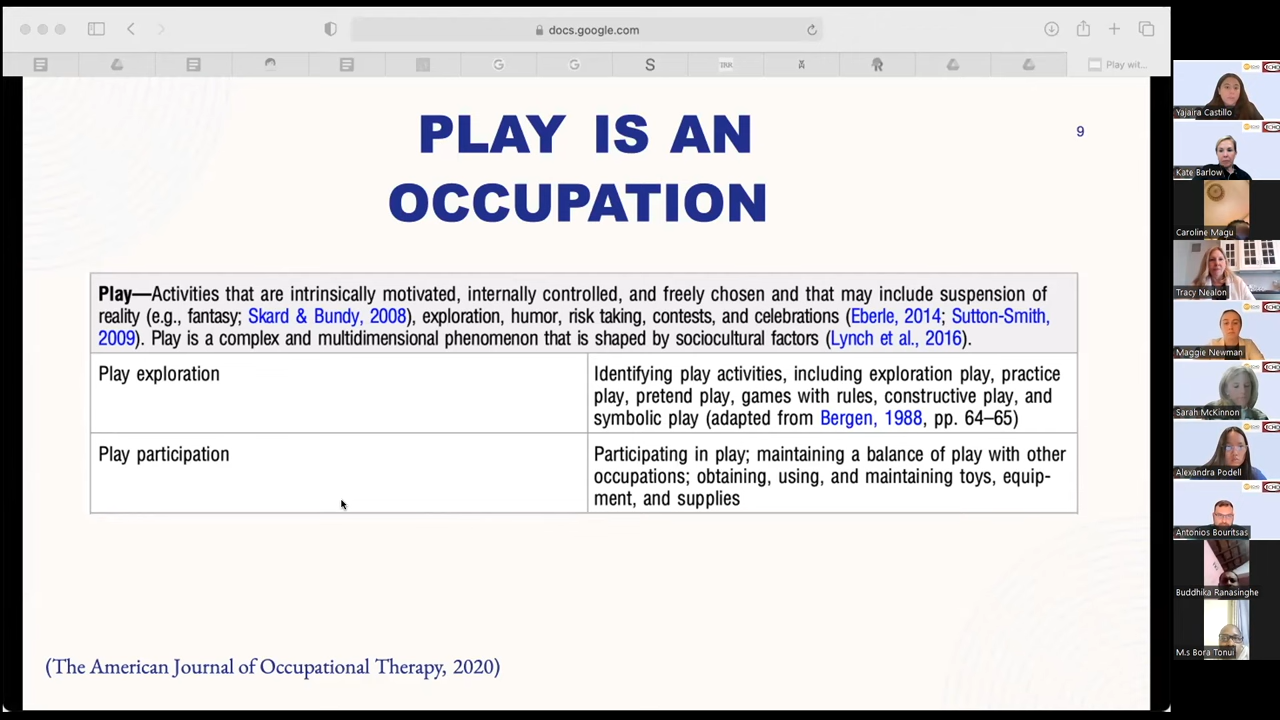 docs.google.com
Play wit...
PLAY IS AN
OCCUPATION
9
Play—Activities that are intrinsically motivated, internally controlled, and freely chosen and that may include suspension of
reality (e.g., fantasy; Skard & Bundy, 2008), exploration, humor, risk taking, contests, and celebrations (Eberle, 2014; Sutton-Smith,
2009). Play is a complex and multidimensional phenomenon that is shaped by sociocultural factors (Lynch et al., 2016).
Play exploration
Identifying play activities, including exploration play, practice
play, pretend play, games with rules, constructive play, and
symbolic play (adapted from Bergen, 1988, pp. 64–65)
Play participation
Participating in play; maintaining a balance of play with other
occupations; obtaining, using, and maintaining toys, equip-
ment, and supplies
(The American Journal of Occupational Therapy, 2020)
Yajaira Castillo
Kate Barlow
Caroline Magu
Tracy Nealon
Maggie Newman
Sarah McKinnon
Alexandra Podell
Antonios Bouritsas
Buddhika Ranasinghe
M.s Bora Tonui